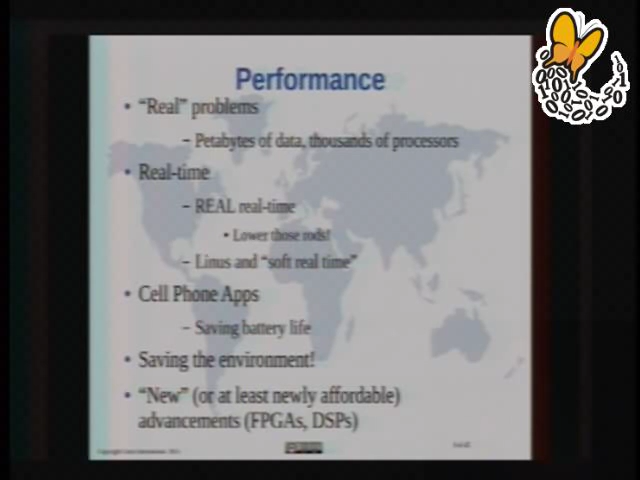 Performance
• “Real” problems
– Petabytes of data, thousands of processors
• Real-time
– REAL real-time
• Lower those rods!
– Linus and “soft real time”
• Cell Phone Apps
– Saving battery life
• Saving the environment!
• “New” (or at least newly affordable)
advancements (FPGAs, DSPs)